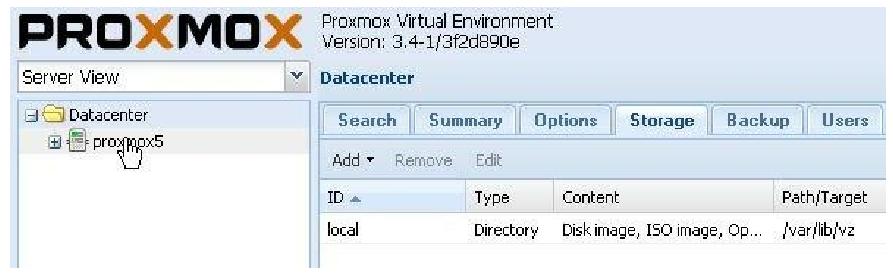 PROXMOX
Proxmox Virtual Environment
Version: 3.4-1/3f2d890e
Server View
Datacenter
Datacenter
proxmox5
Search Summary Options Storage Backup Users
Add Remove Edit
ID Type Content Path/Target
local Directory Disk image, ISO image, Op... /var/lib/vz